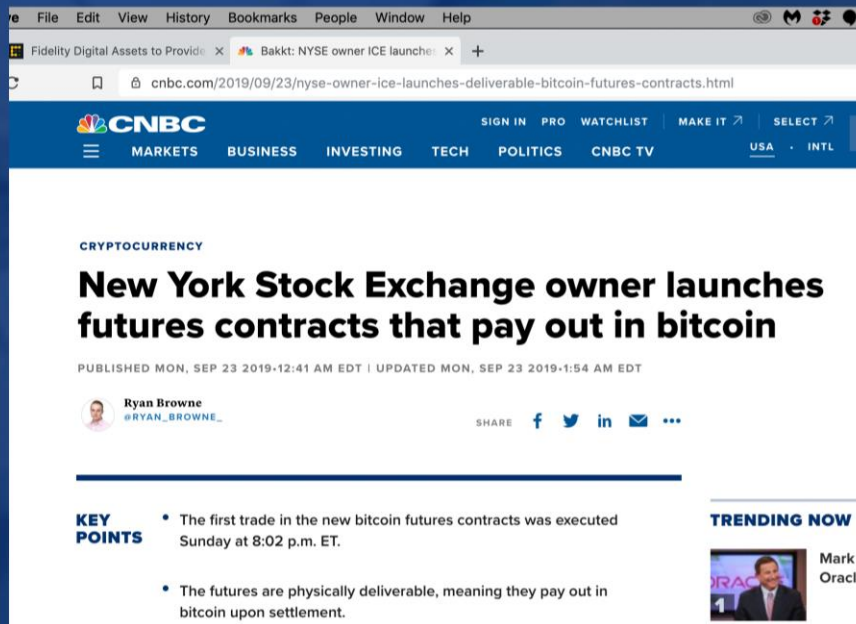 File Edit View History Bookmarks People Window Help
Fidelity Digital Assets to Provide × Bakkt: NYSE owner ICE launche × +
cnbc.com/2019/09/23/nyse-owner-ice-launches-deliverable-bitcoin-futures-contracts.html
CNBC
SIGN IN PRO WATCHLIST MAKE IT SELECT
MARKETS BUSINESS INVESTING TECH POLITICS CNBC TV USA · INTL
CRYPTOCURRENCY
New York Stock Exchange owner launches
futures contracts that pay out in bitcoin
PUBLISHED MON, SEP 23 2019•12:41 AM EDT | UPDATED MON, SEP 23 2019•1:54 AM EDT
Ryan Browne
@RYAN_BROWNE_
SHARE
KEY
POINTS
• The first trade in the new bitcoin futures contracts was executed
Sunday at 8:02 p.m. ET.
• The futures are physically deliverable, meaning they pay out in
bitcoin upon settlement.
TRENDING NOW
1
Mark
Oracl